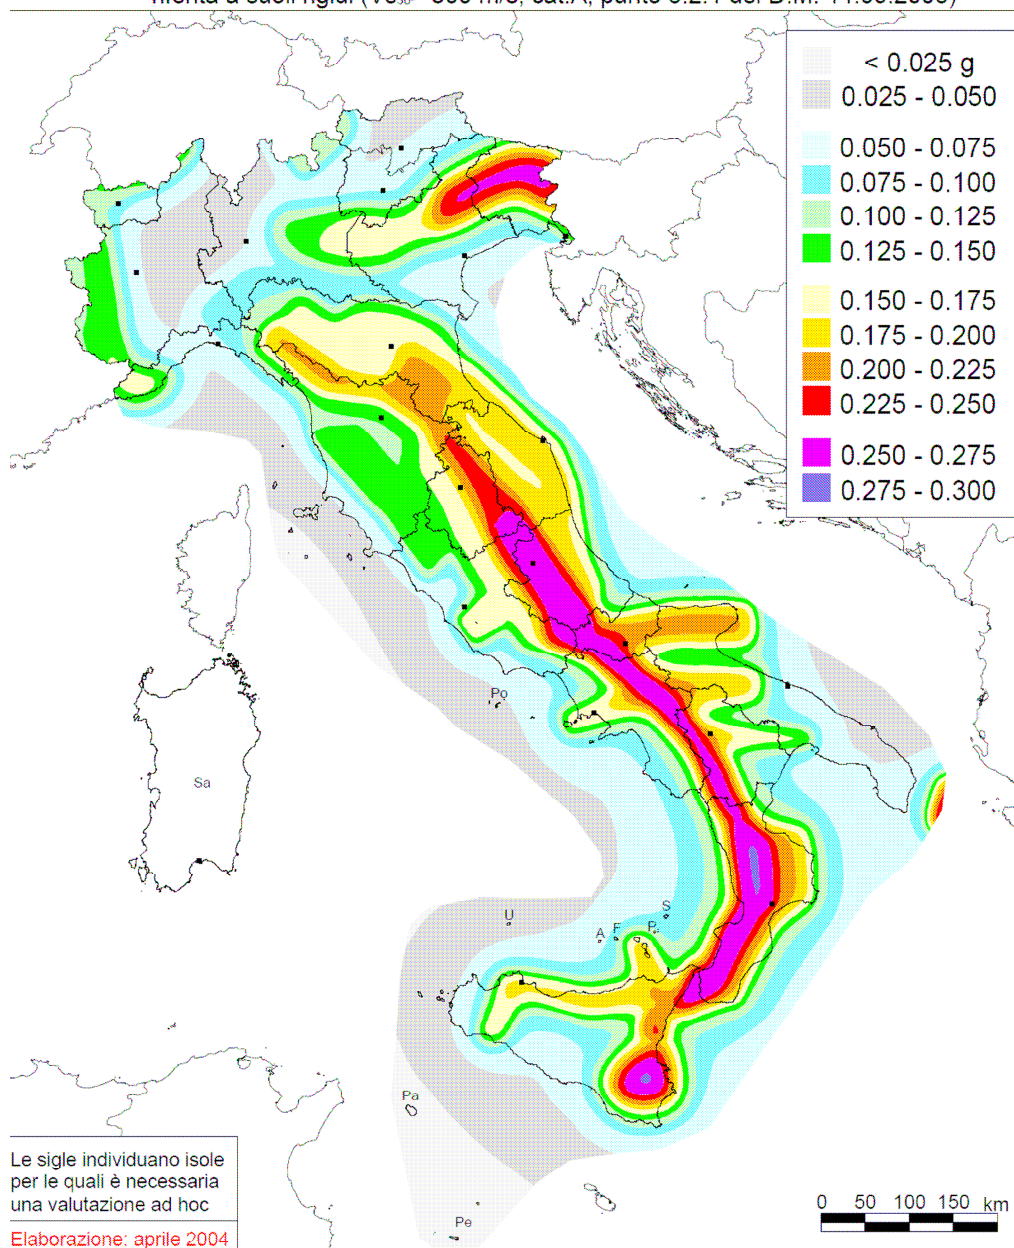 riferita a suoli rigidi
< 0.025 g
0.025 - 0.050
0.050 - 0.075
0.075 - 0.100
0.100 - 0.125
0.125 - 0.150
0.150 - 0.175
0.175 - 0.200
0.200 - 0.225
0.225 - 0.250
0.250 - 0.275
0.275 - 0.300
Po
Sa
U
S
A
F
P
Pa
Pe
Le sigle individuano isole
per le quali è necessaria
una valutazione ad hoc
Elaborazione: aprile 2004
0 50 100 150 km